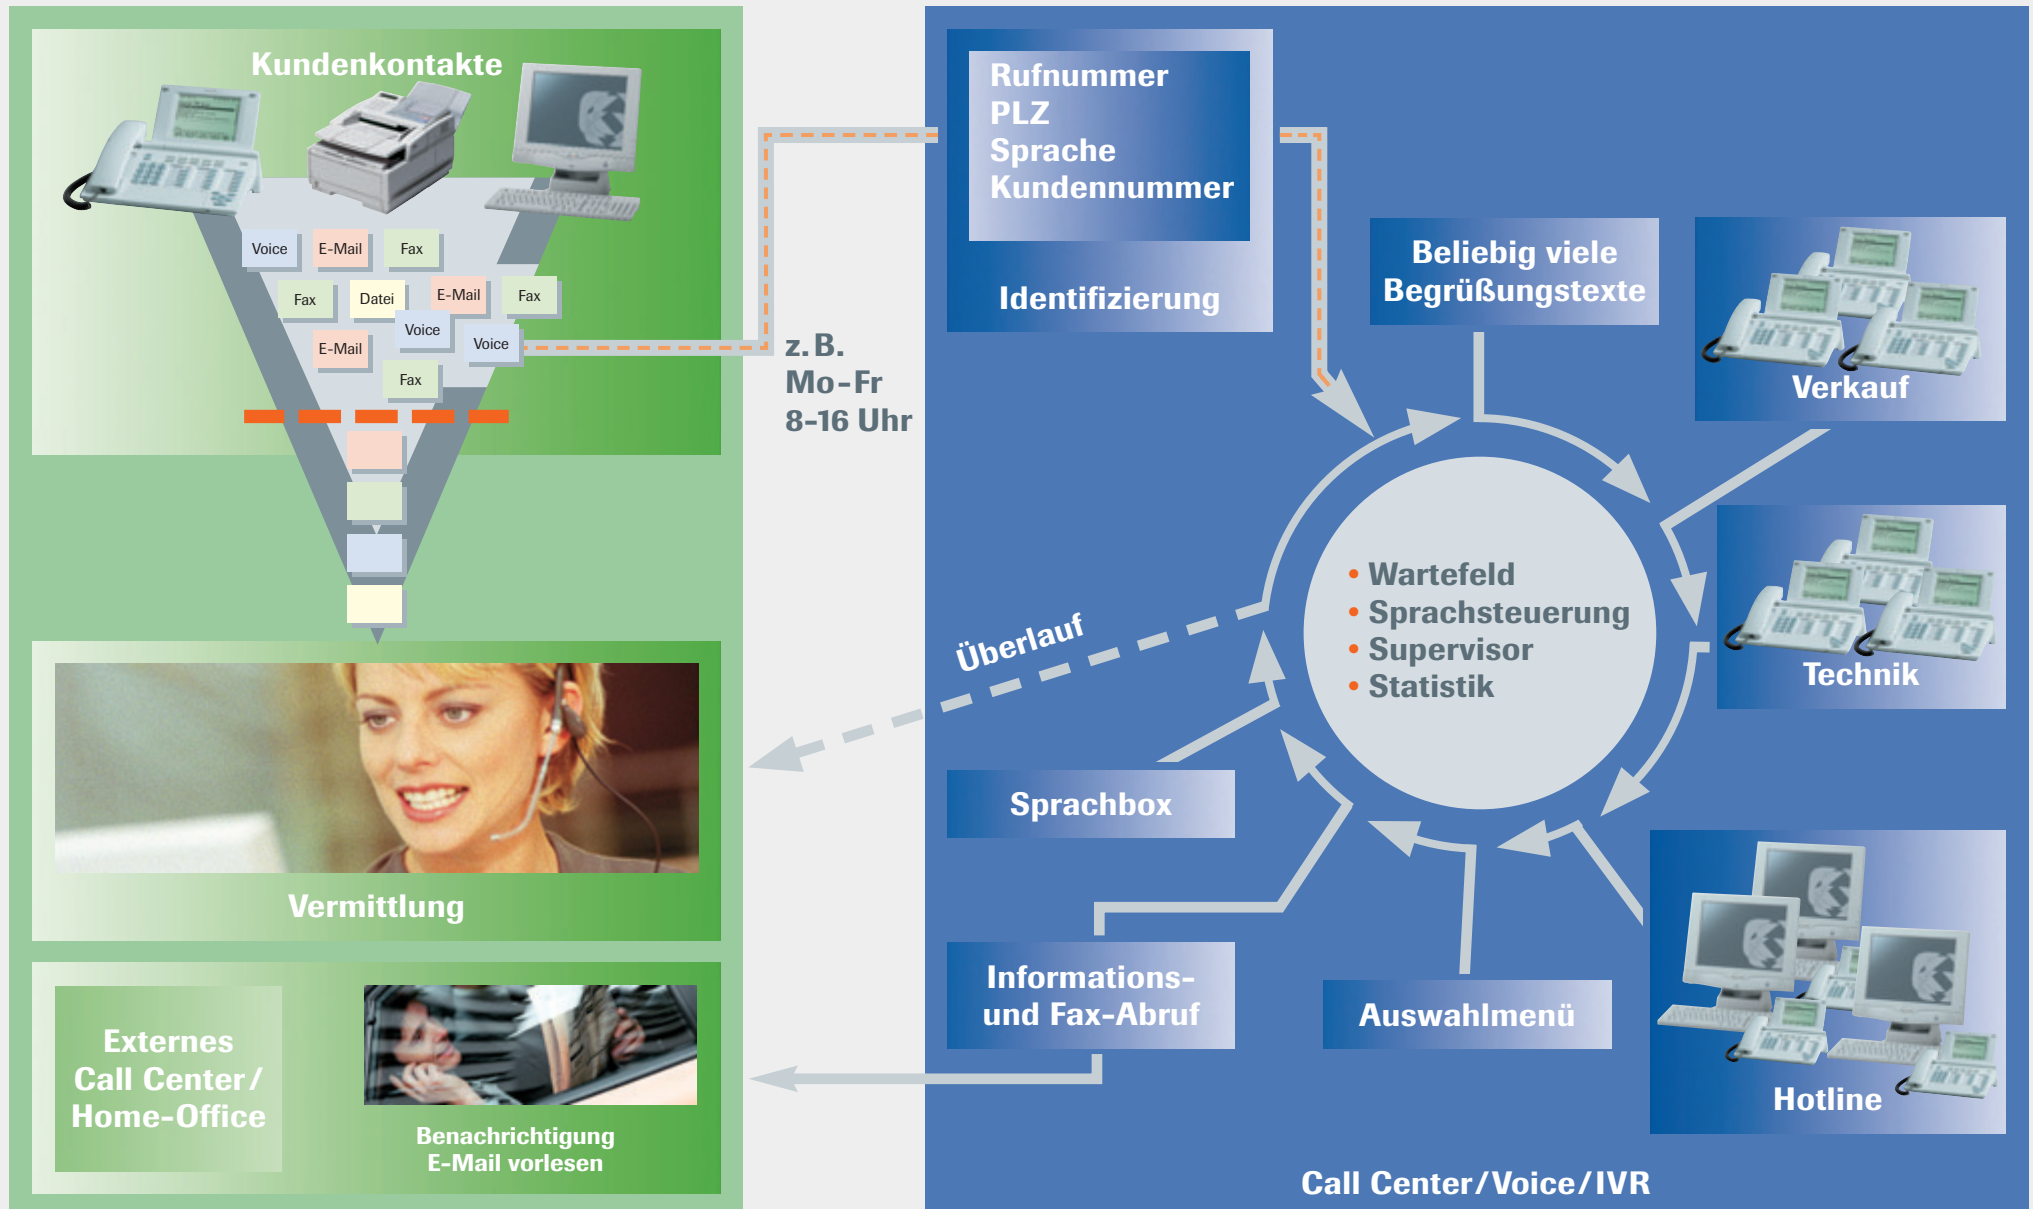 Kundenkontakte
Voice
E-Mail
Fax
Fax
Datei
E-Mail
Fax
Voice
E-Mail
Voice
Fax
z. B.
Mo-Fr
8-16 Uhr
Rufnummer
PLZ
Sprache
Kundennummer
Identifizierung
Beliebig viele
Begrüßungstexte
Verkauf
Technik
• Wartefeld
• Sprachsteuerung
• Supervisor
• Statistik
Überlauf
Sprachbox
Vermittlung
Informations-
und Fax-Abruf
Auswahlmenü
Hotline
Externes
Call Center/
Home-Office
Benachrichtigung
E-Mail vorlesen
Call Center/Voice/IVR